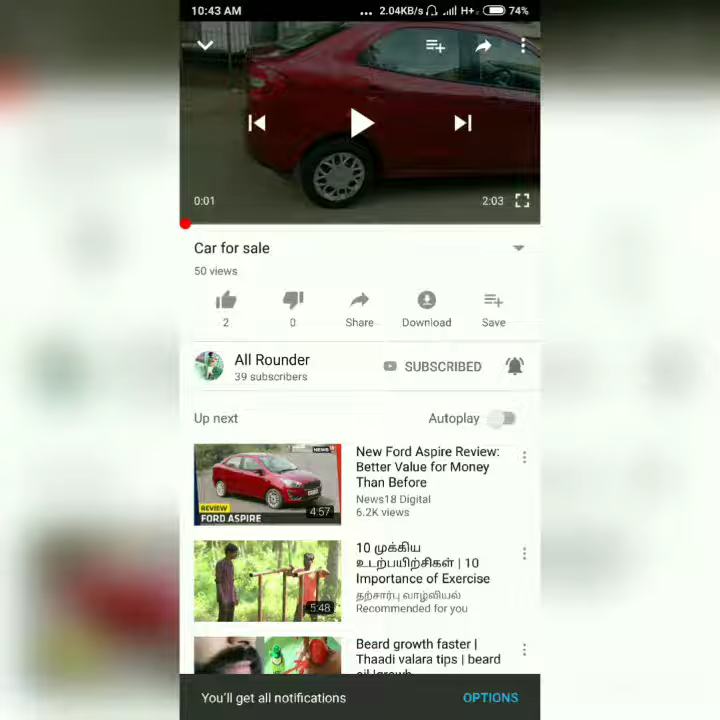 10:43 AM
... 2.04KB/s H+ 74%
0:01
2:03
Car for sale
50 views
2
0
Share
Download
Save
All Rounder
39 subscribers
SUBSCRIBED
Up next
Autoplay
NEWS
REVIEW
FORD ASPIRE
4:57
New Ford Aspire Review:
Better Value for Money
Than Before
News18 Digital
6.2K views
5:48
10 முக்கிய
உடற்பயிற்சிகள் | 10
Importance of Exercise
தற்சார்பு வாழ்வியல்
Recommended for you
Beard growth faster |
Thaadi valara tips | beard
You'll get all notifications
OPTIONS